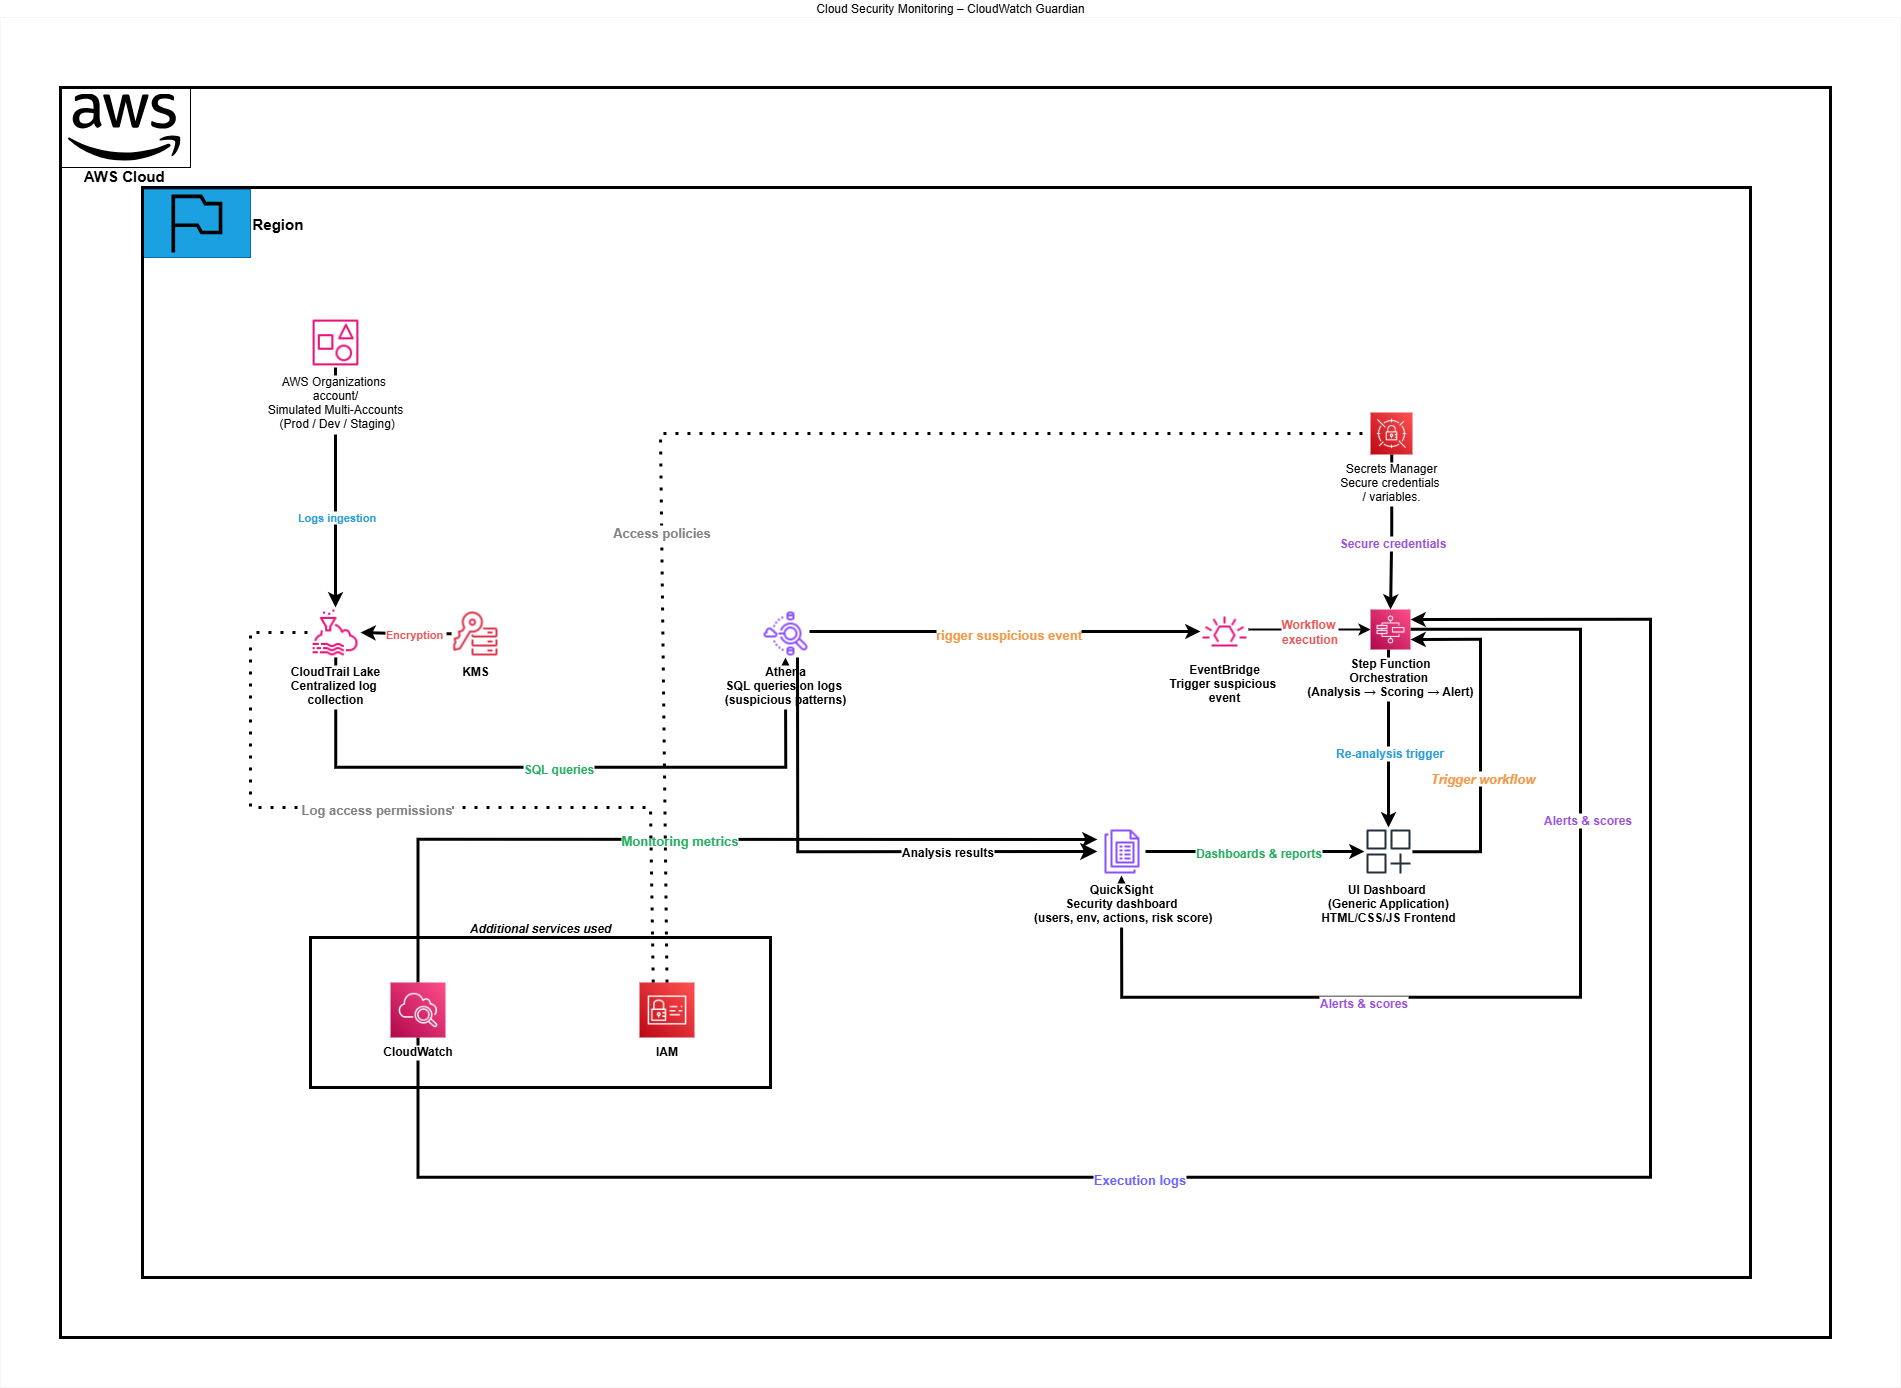 Cloud Security Monitoring – CloudWatch Guardian
aws
AWS Cloud
Region
AWS Organizations
account/
Simulated Multi-Accounts
(Prod / Dev / Staging)
Logs ingestion
Access policies
Secrets Manager
Secure credentials
/ variables.
Secure credentials
Encryption
CloudTrail Lake
Centralized log
collection
KMS
Athena
SQL queries on logs
(suspicious patterns)
rigger suspicious event
EventBridge
Trigger suspicious
event
Workflow
execution
Step Function
Orchestration
(Analysis → Scoring → Alert)
SQL queries
Re-analysis trigger
Trigger workflow
Log access permissions
Alerts & scores
Monitoring metrics
Analysis results
Dashboards & reports
QuickSight
Security dashboard
(users, env, actions, risk score)
UI Dashboard
(Generic Application)
HTML/CSS/JS Frontend
Additional services used
Alerts & scores
CloudWatch
IAM
Execution logs